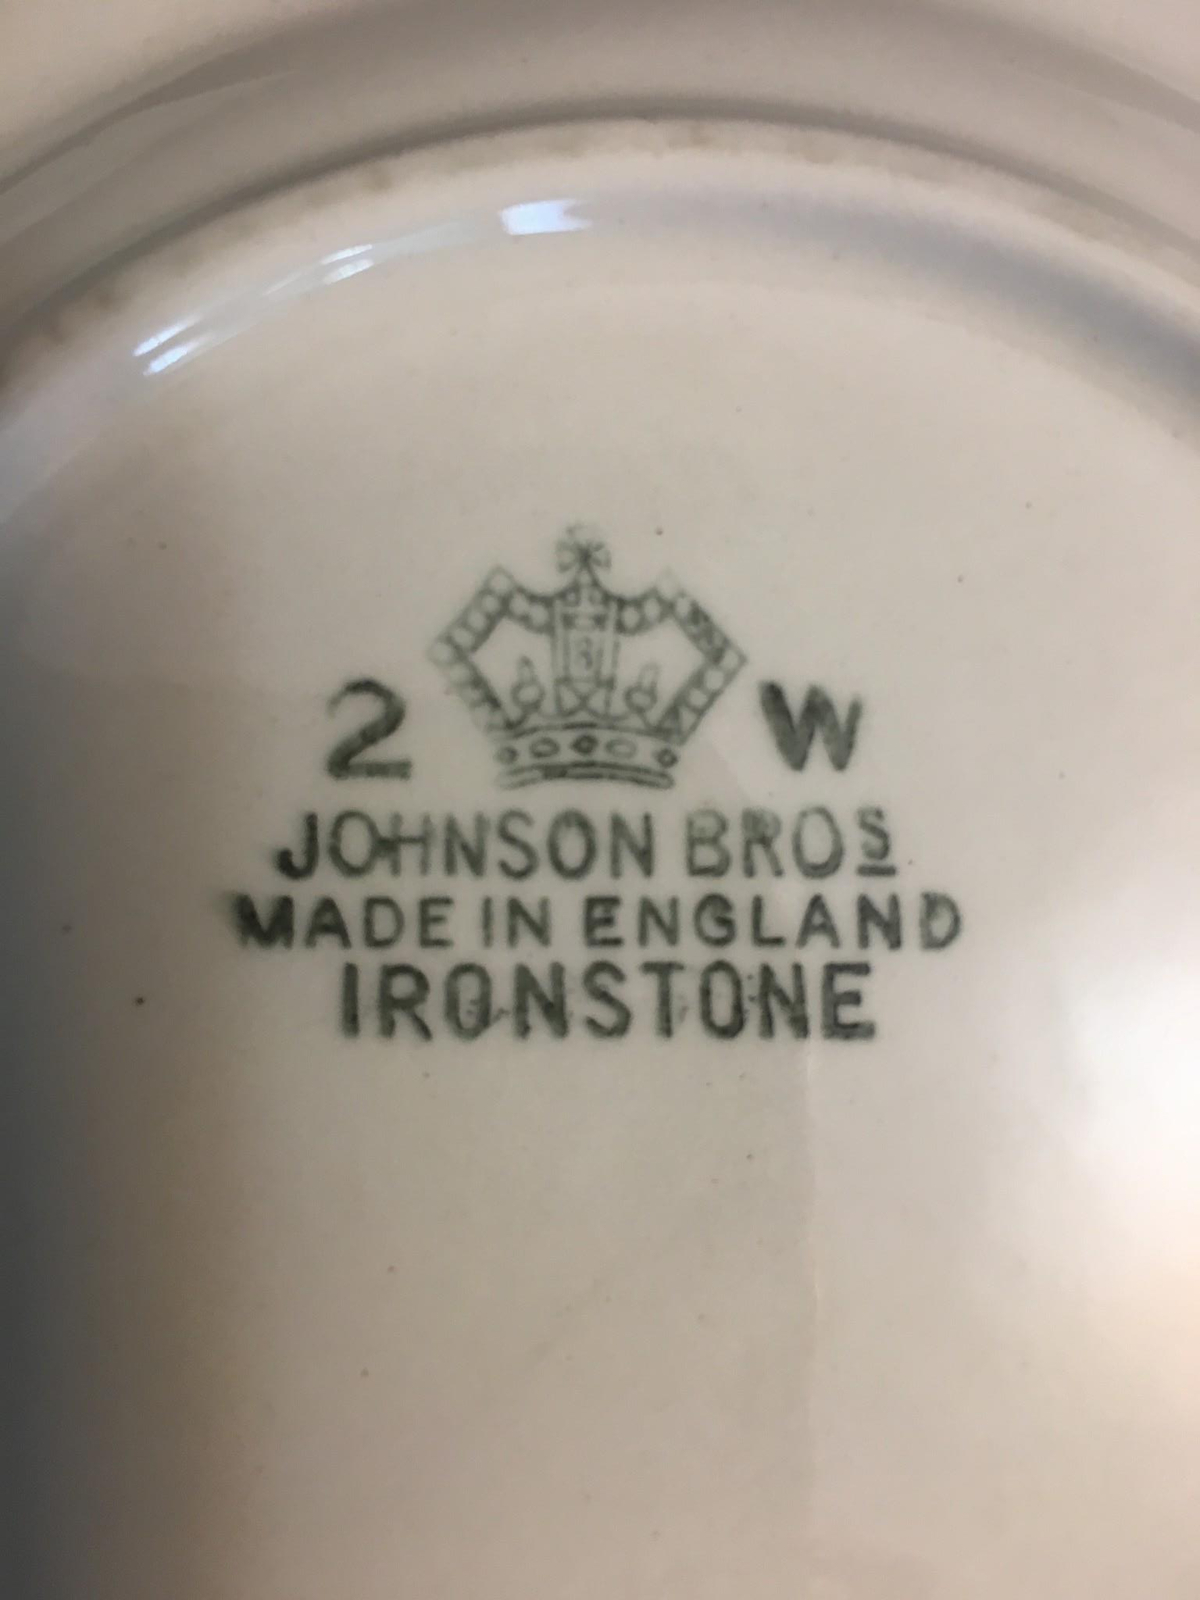 2 W
JOHNSON BROS
MADE IN ENGLAND
IRONSTONE